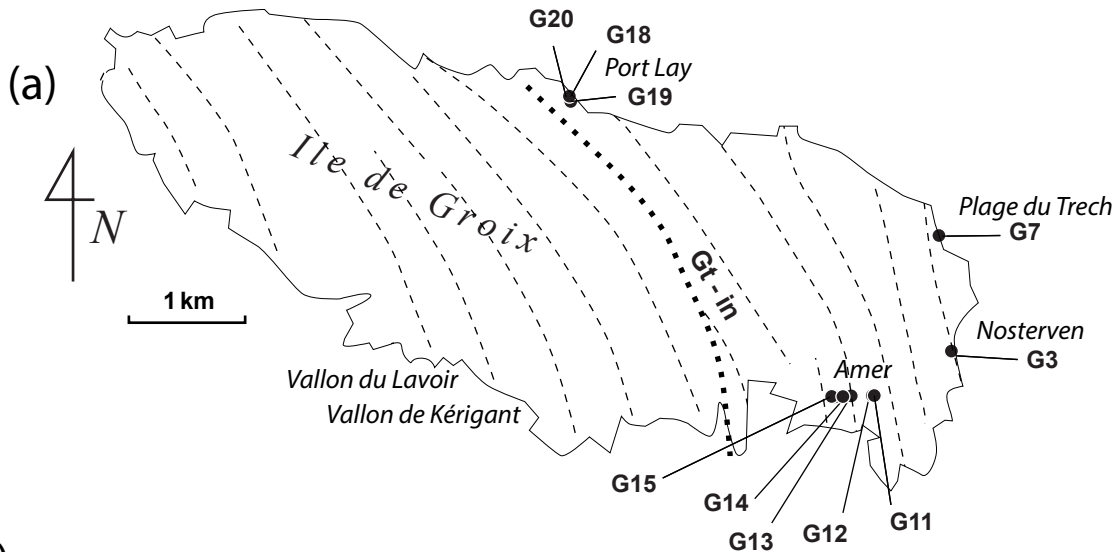 (a)
G20
G18
Port Lay
G19
Ile de Groix
N
1 km
Gt - in
Plage du Trech
G7
Nosterven
G3
Amer
Vallon du Lavoir
Vallon de Kérigant
G15
G14
G13
G12
G11